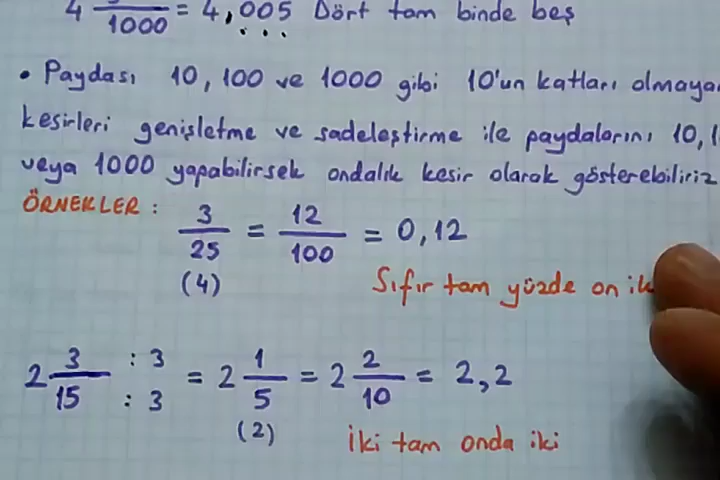 4 /1000 = 4,005 Dört tam binde beş
• Paydası 10, 100 ve 1000 gibi 10'un katları
kesirleri genişletme ve sadeleştirme ile paydalarını 10,
veya 1000 yapabilirsek ondalık kesir olarak gösterebiliriz
ÖRNEKLER : 3/25 = 12/100 = 0,12
(4) Sıfır tam yüzde on
2 3/15 : 3 : 3 = 2 1/5 = 2 2/10 = 2,2
(2) İki tam onda iki